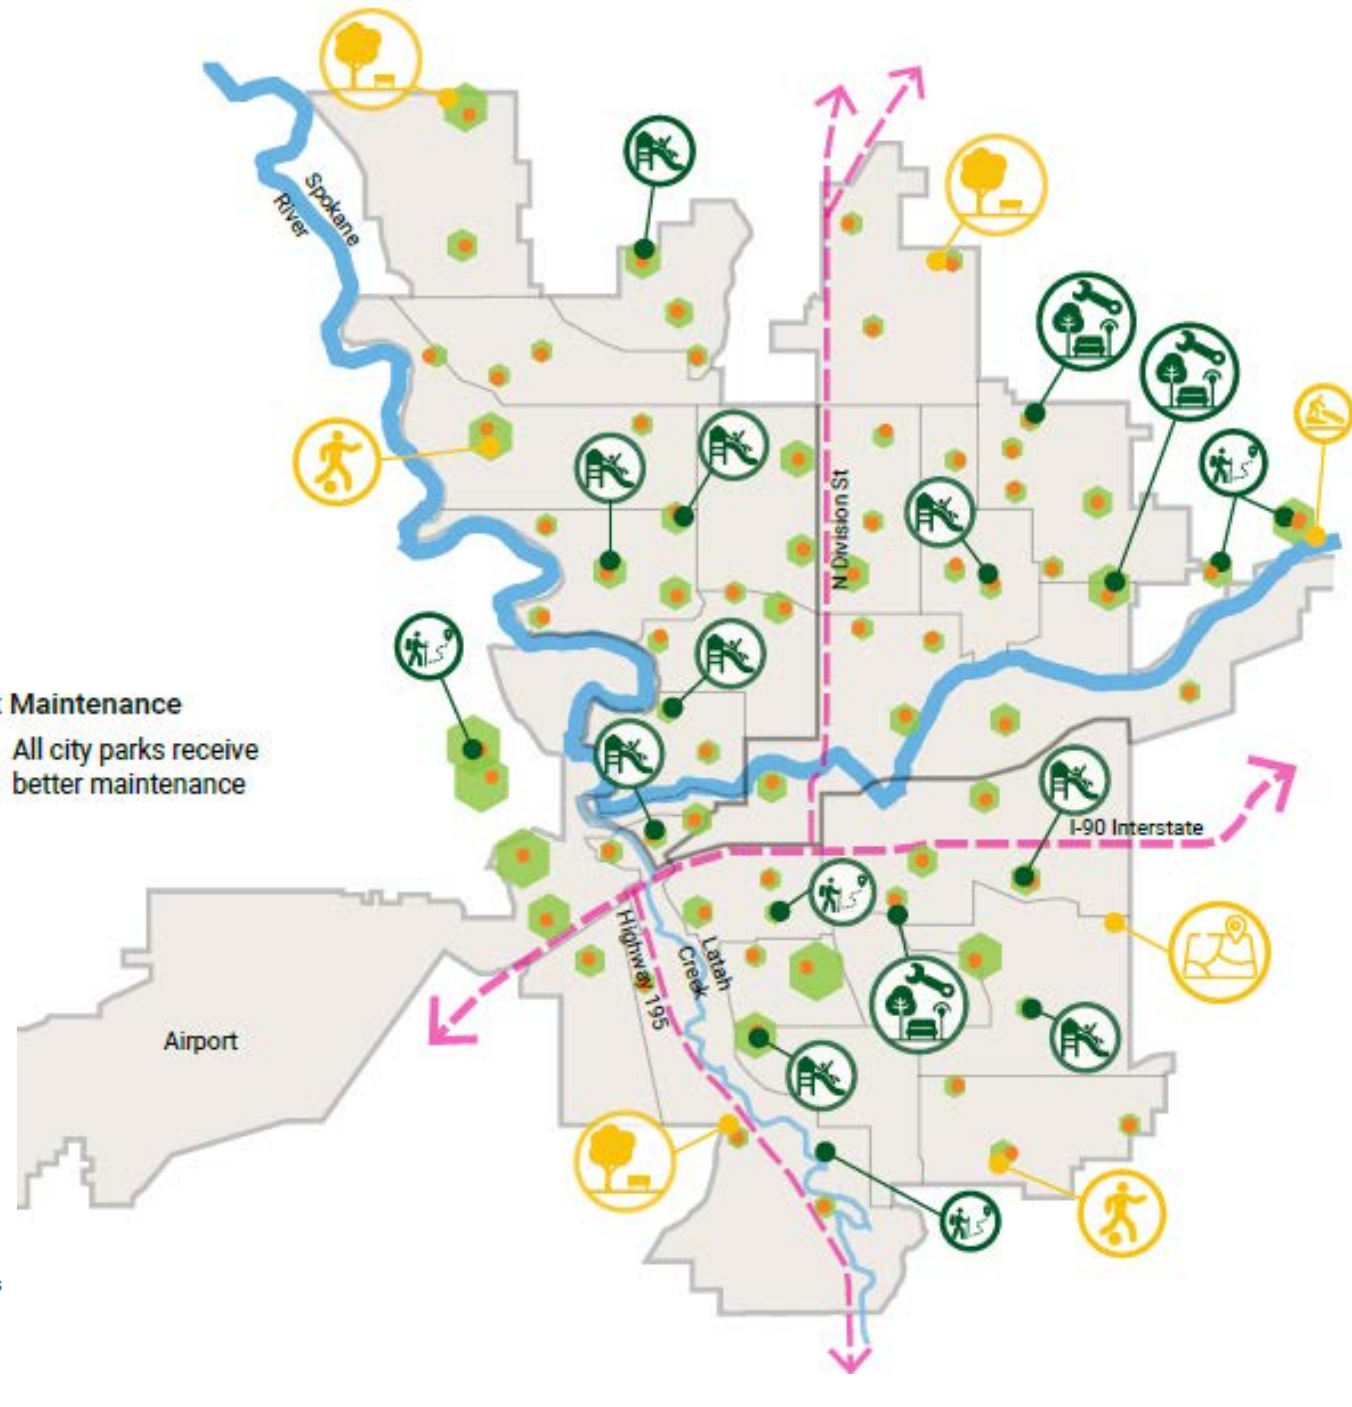 Spokane
River
N Division St
Maintenance
All city parks receive
better maintenance
I-90 Interstate
Highway 195
Latah
Creek
Airport